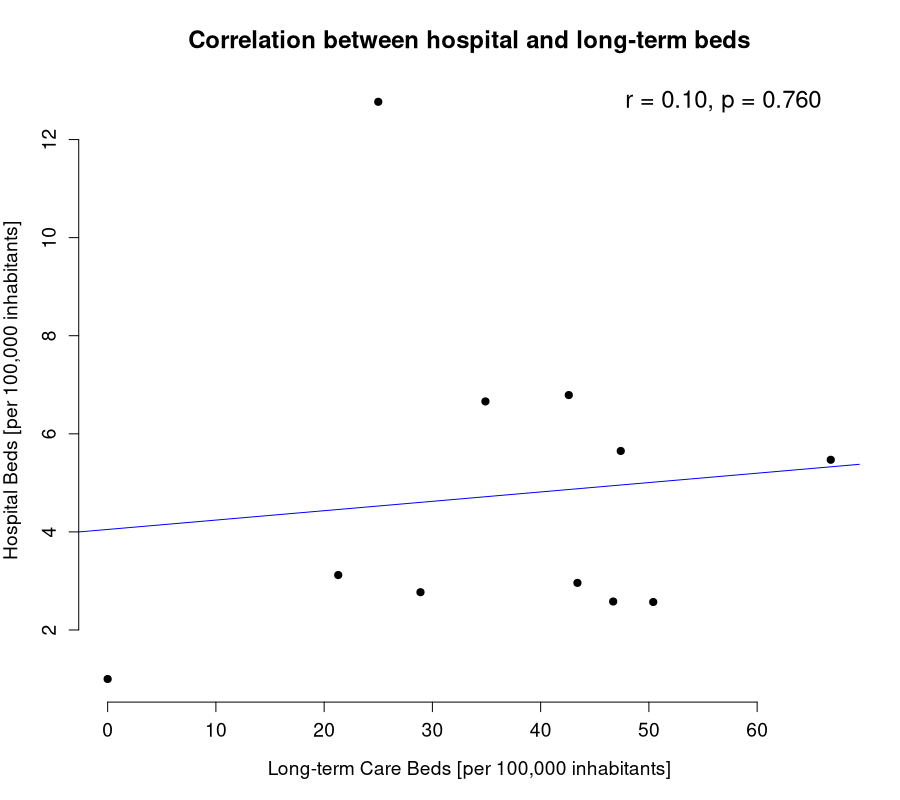 Correlation between hospital and long-term beds
r = 0.10, p = 0.760
Hospital Beds [per 100,000 inhabitants]
12
10
8
6
4
2
0 10 20 30 40 50 60
Long-term Care Beds [per 100,000 inhabitants]